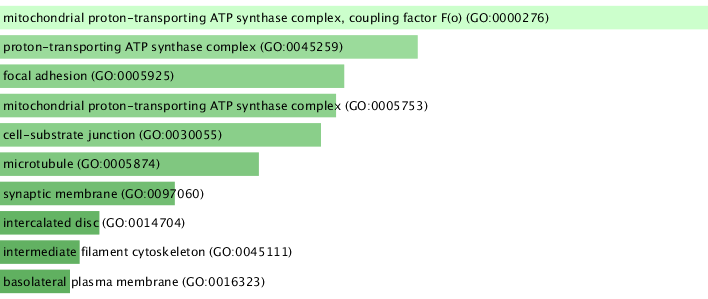 mitochondrial proton-transporting ATP synthase complex, coupling factor F(o) (GO:0000276)
proton-transporting ATP synthase complex (GO:0045259)
focal adhesion (GO:0005925)
mitochondrial proton-transporting ATP synthase complex (GO:0005753)
cell-substrate junction (GO:0030055)
microtubule (GO:0005874)
synaptic membrane (GO:0097060)
intercalated disc (GO:0014704)
intermediate filament cytoskeleton (GO:0045111)
basolateral plasma membrane (GO:0016323)